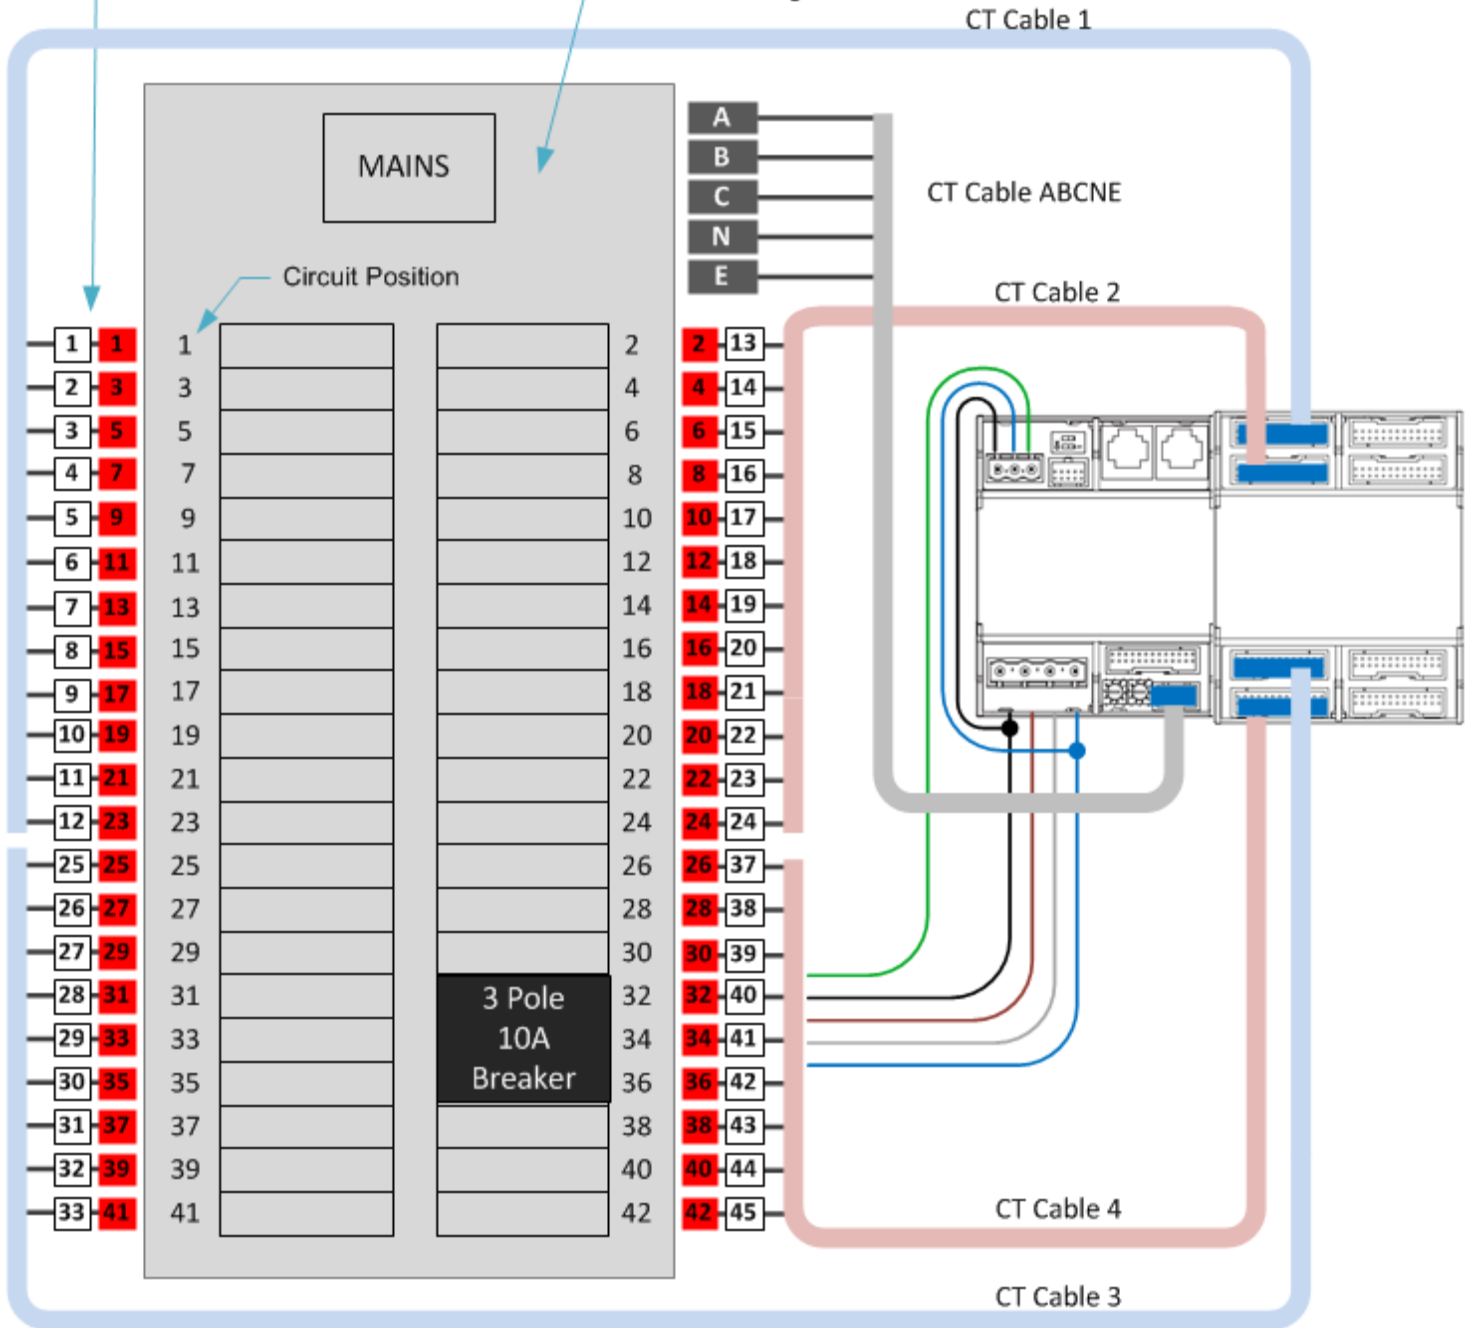 CT Cable 1
MAINS
A
B
C
N
E
CT Cable ABCNE
Circuit Position
CT Cable 2
1 1 1 2 2 13
2 3 3 4 4 14
3 5 5 6 6 15
4 7 7 8 8 16
5 9 9 10 10 17
6 11 11 12 12 18
7 13 13 14 14 19
8 15 15 16 16 20
9 17 17 18 18 21
10 19 19 20 20 22
11 21 21 22 22 23
12 23 23 24 24 24
25 25 25 26 26 37
26 27 27 28 28 38
27 29 29 30 30 39
28 31 31 3 Pole 32 32 40
29 33 33 10A 34 34 41
30 35 35 Breaker 36 36 42
31 37 37 38 38 43
32 39 39 40 40 44
33 41 41 42 42 45
CT Cable 4
CT Cable 3